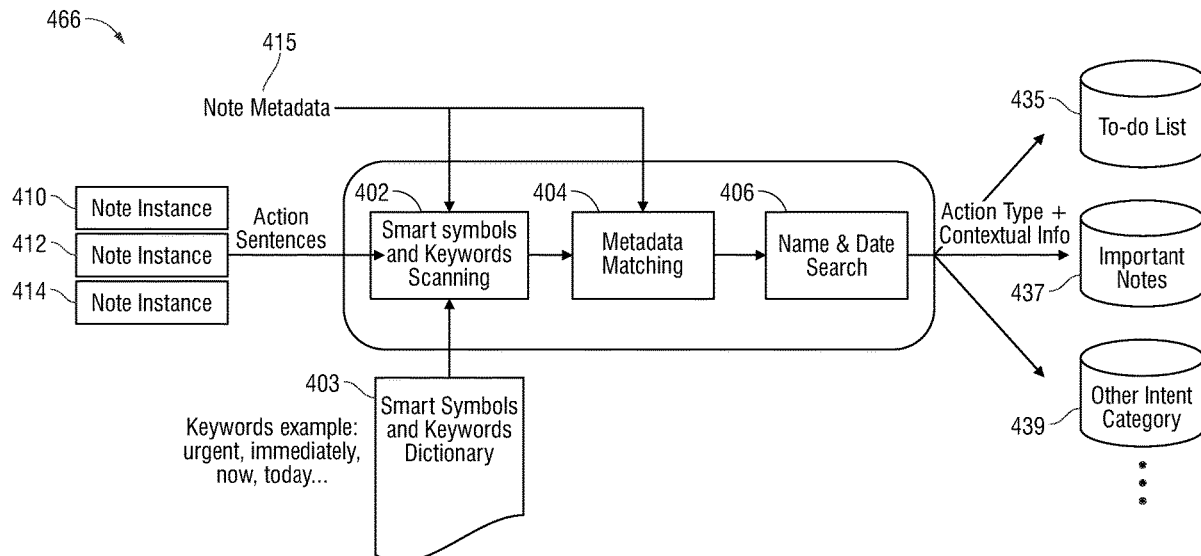 466
415
Note Metadata
435
To-do List
410
Note Instance
412
Note Instance
414
Note Instance
Action
Sentences
402
Smart symbols
and Keywords
Scanning
404
Metadata
Matching
406
Name & Date
Search
Action Type +
Contextual Info
Important
Notes
437
403
Smart Symbols
and Keywords
Dictionary
Keywords example:
urgent, immediately,
now, today...
Other Intent
Category
439